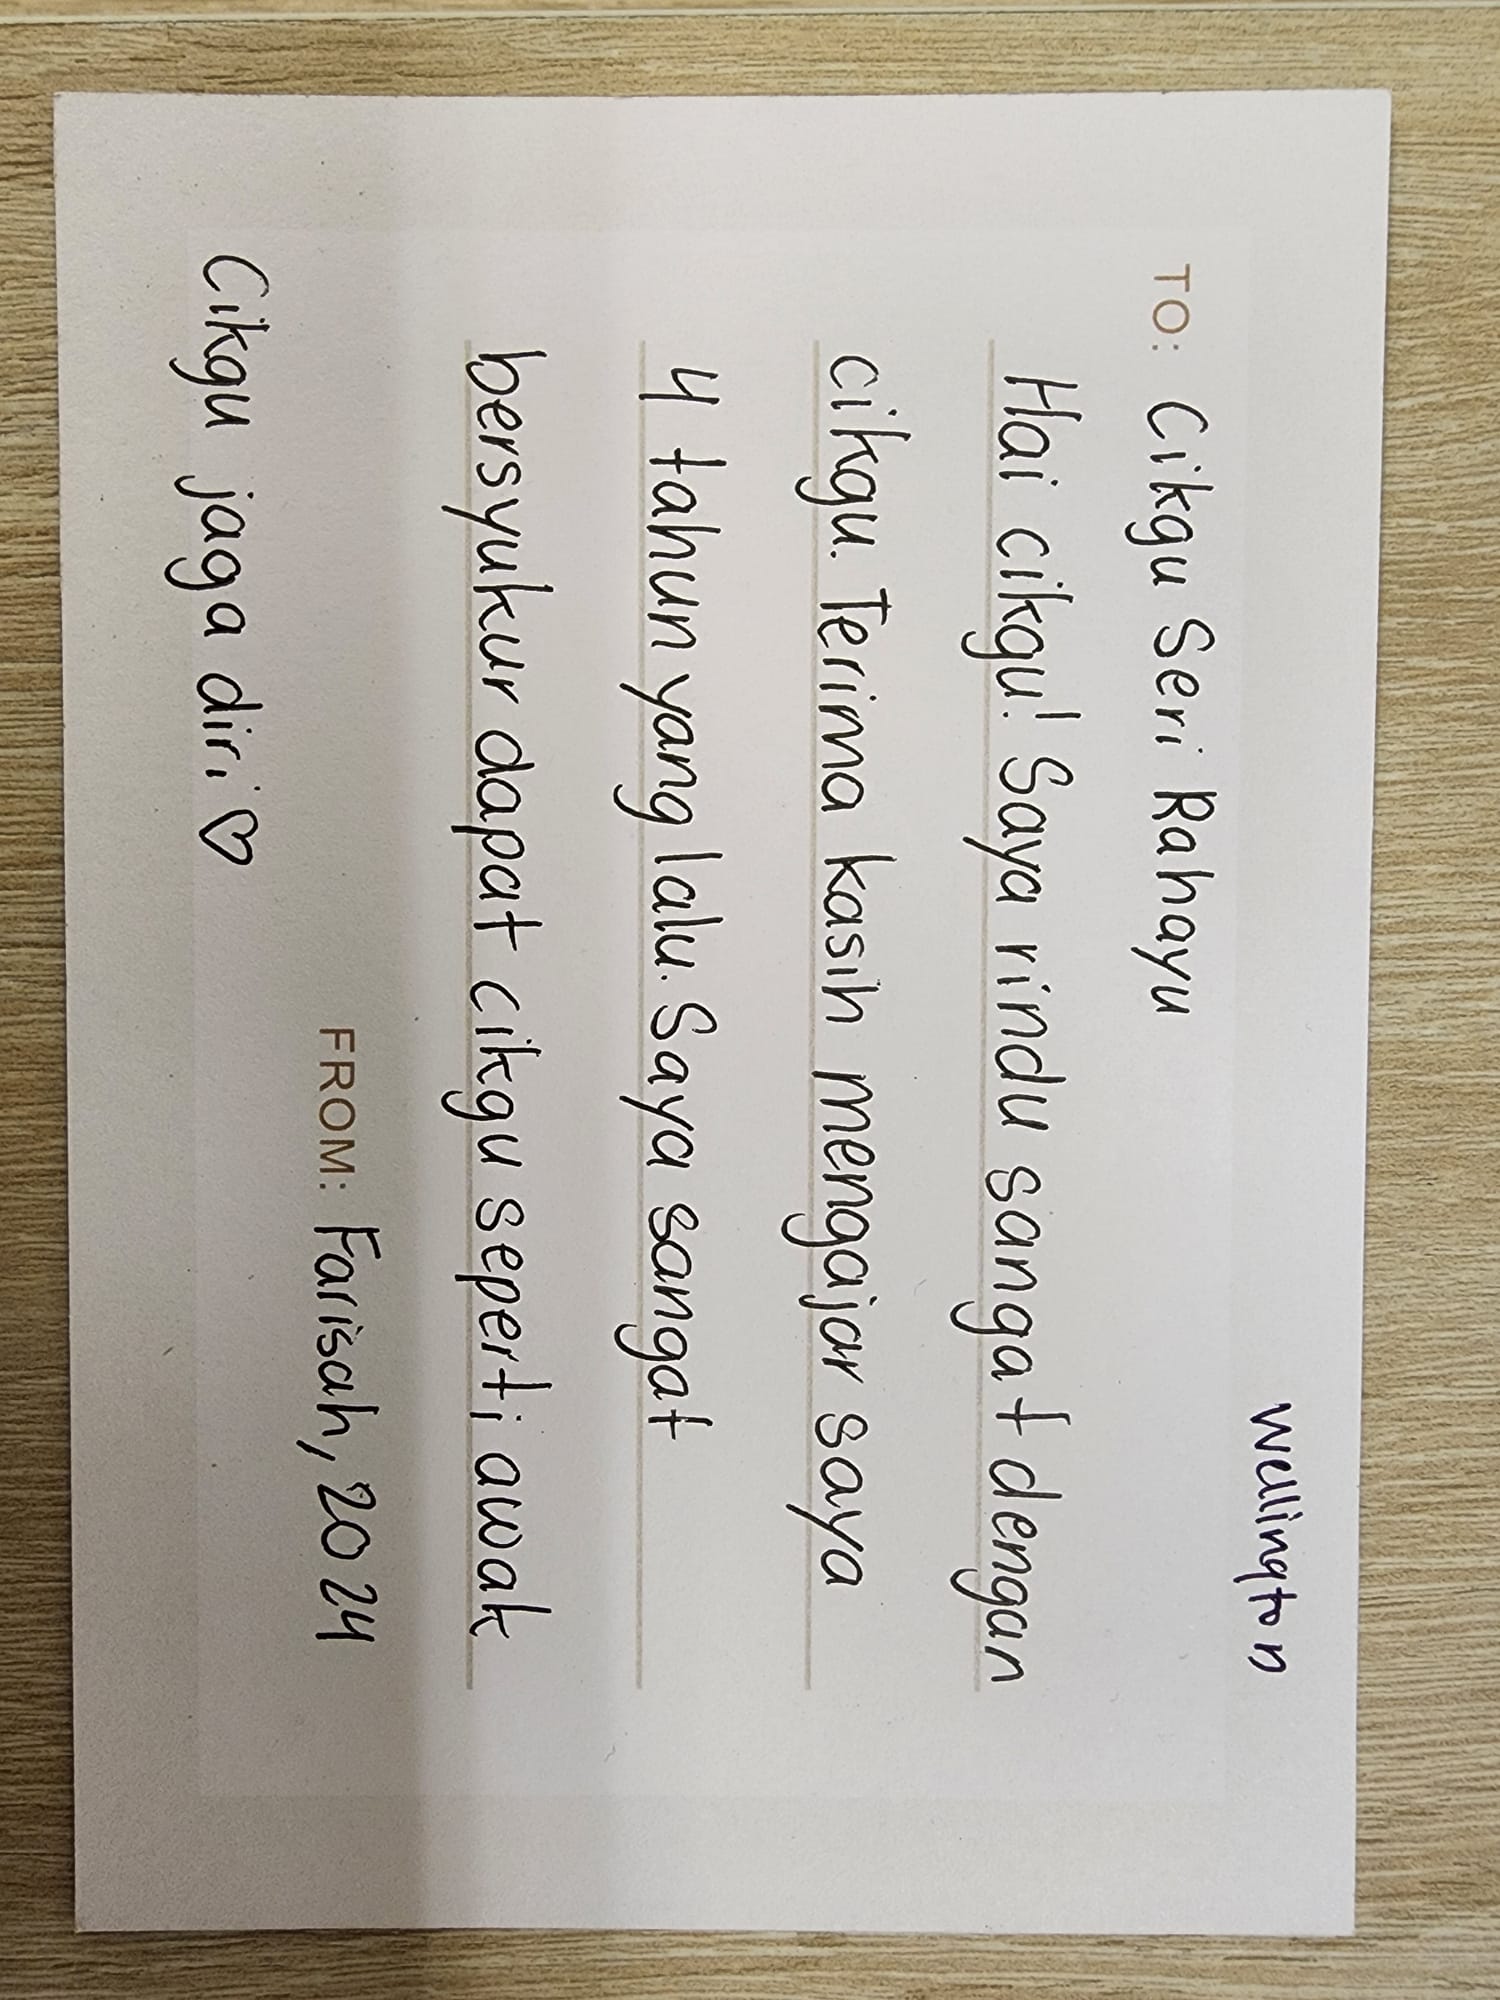 Wellington
TO: Cikgu Seri Rahayu
Hai cikgu! Saya rindu sangat dengan
cikgu. Terima kasih mengajar saya
4 tahun yang lalu. Saya sangat
bersyukur dapat cikgu seperti awak
FROM: Farisah, 2024
Cikgu jaga diri ♡